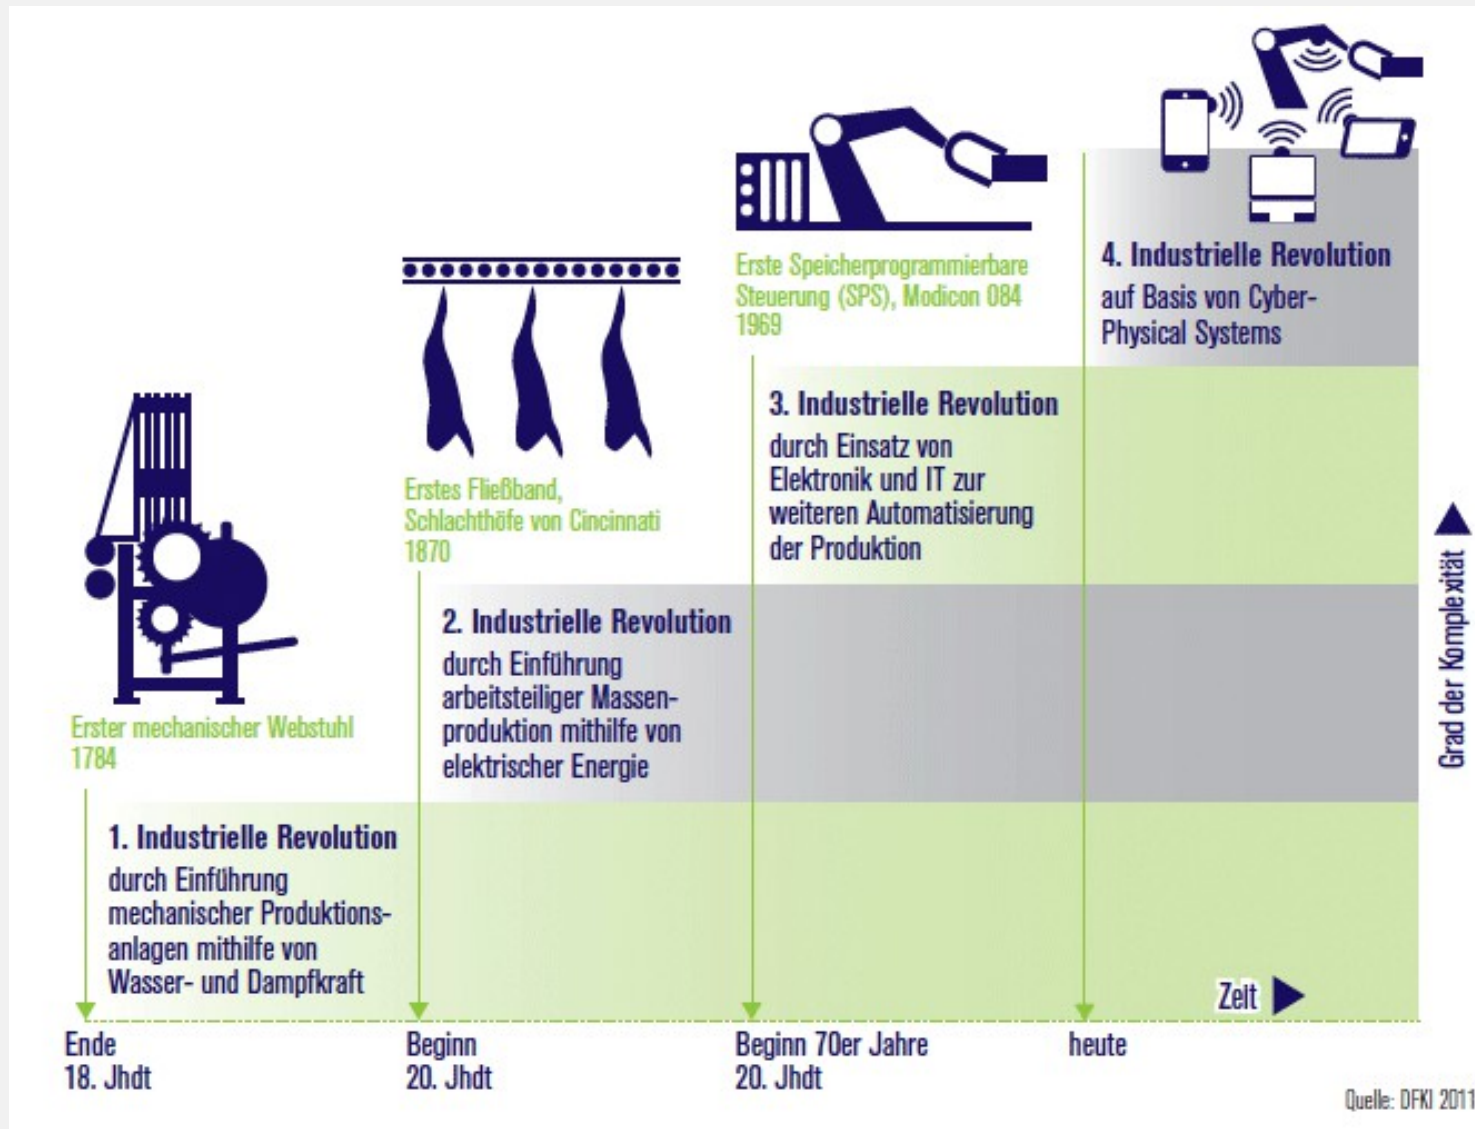 Erster mechanischer Webstuhl
1784
1. Industrielle Revolution
durch Einführung
mechanischer Produktions-
anlagen mithilfe von
Wasser- und Dampfkraft
Ende
18. Jhdt
Erstes Fließband,
Schlachthöfe von Cincinnati
1870
2. Industrielle Revolution
durch Einführung
arbeitsteiliger Massen-
produktion mithilfe von
elektrischer Energie
Beginn
20. Jhdt
Erste Speicherprogrammierbare
Steuerung (SPS), Modicon 084
1969
3. Industrielle Revolution
durch Einsatz von
Elektronik und IT zur
weiteren Automatisierung
der Produktion
Beginn 70er Jahre
20. Jhdt
4. Industrielle Revolution
auf Basis von Cyber-
Physical Systems
heute
Zeit
Grad der Komplexität
Quelle: DFKI 2011